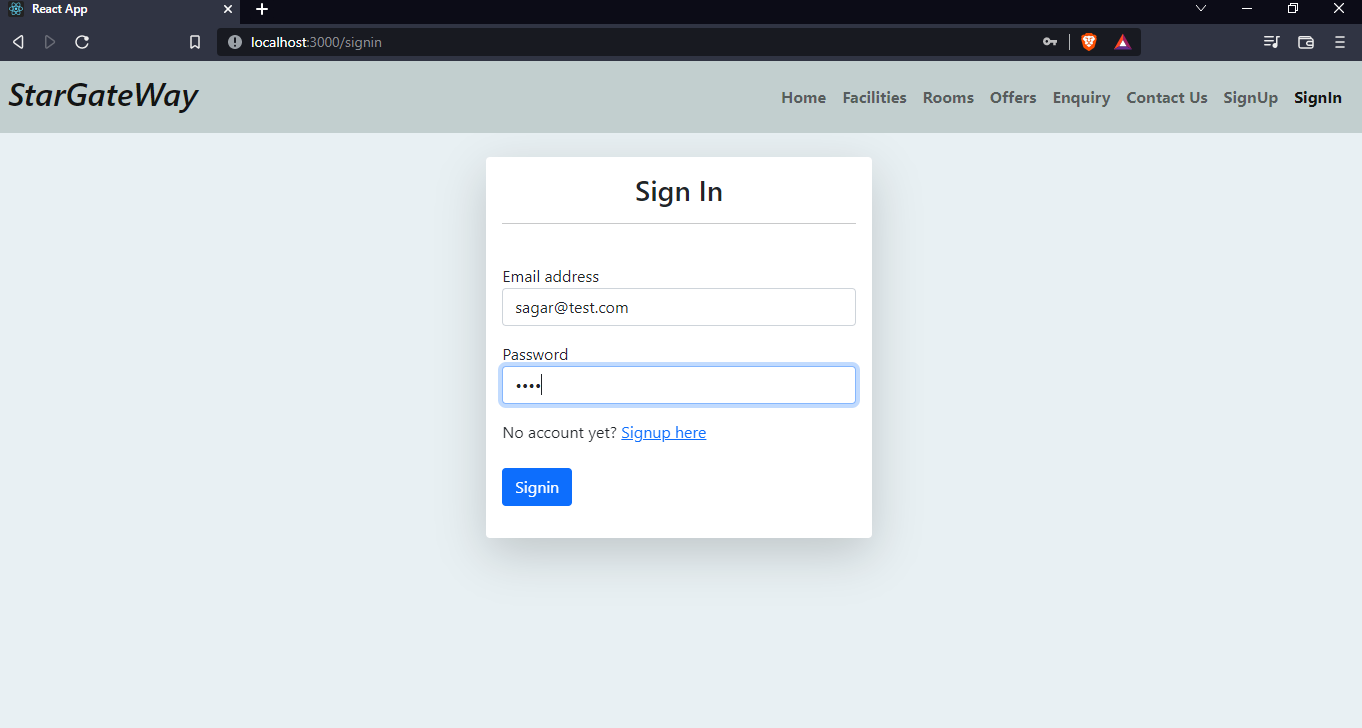 React App
localhost:3000/signin
StarGateWay
Home Facilities Rooms Offers Enquiry Contact Us SignUp SignIn
Sign In
Email address
sagar@test.com
Password
••••
No account yet? Signup here
Signin